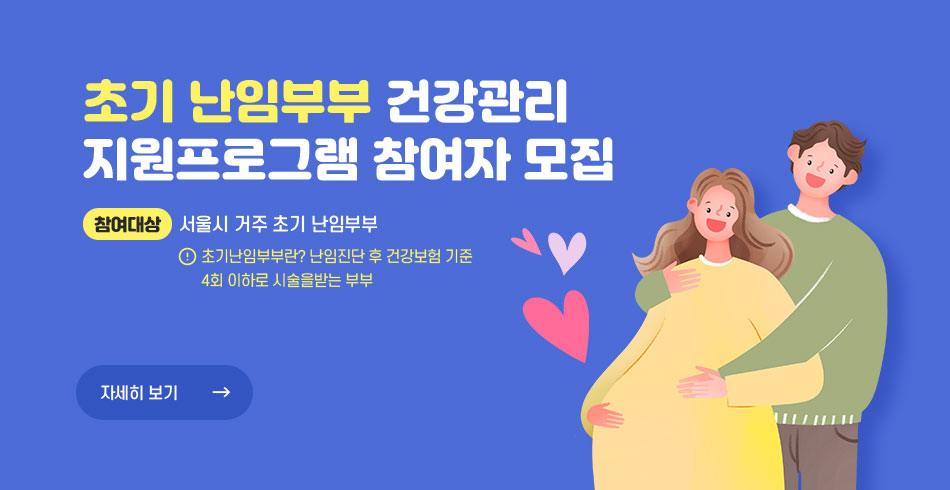 초기 난임부부 건강관리
지원프로그램 참여자 모집
참여대상 서울시 거주 초기 난임부부
! 초기난임부부란? 난임진단 후 건강보험 기준
4회 이하로 시술을받는 부부
자세히 보기 →